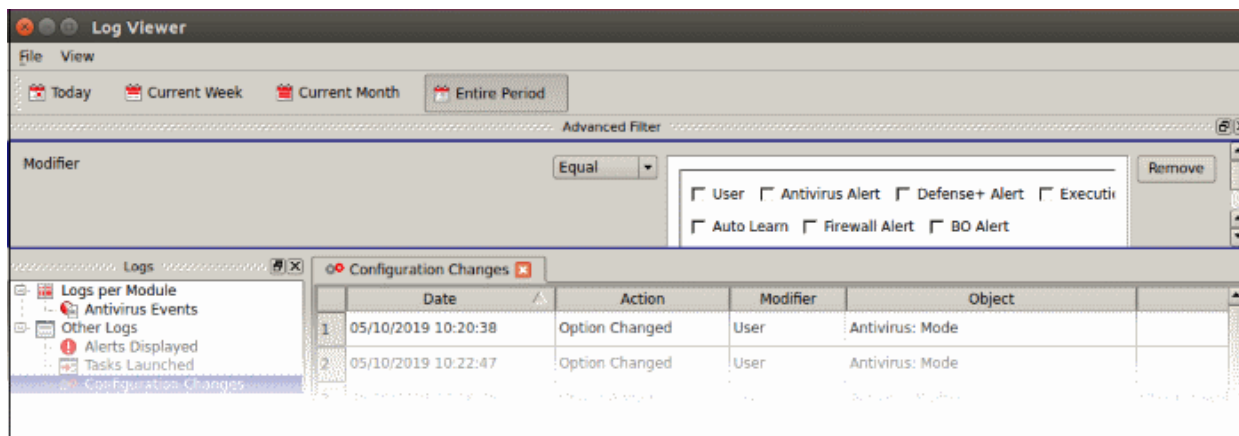 Log Viewer
File View
Today Current Week Current Month Entire Period
Advanced Filter
Modifier Equal Remove
User Antivirus Alert Defense+ Alert
Auto Learn Firewall Alert BO Alert
Logs Configuration Changes
Logs per Module
Antivirus Events
Other Logs
Alerts Displayed
Tasks Launched
Configuration Changes
Date Action Modifier Object
1 05/10/2019 10:20:38 Option Changed User Antivirus: Mode
2 05/10/2019 10:22:47 Option Changed User Antivirus: Mode